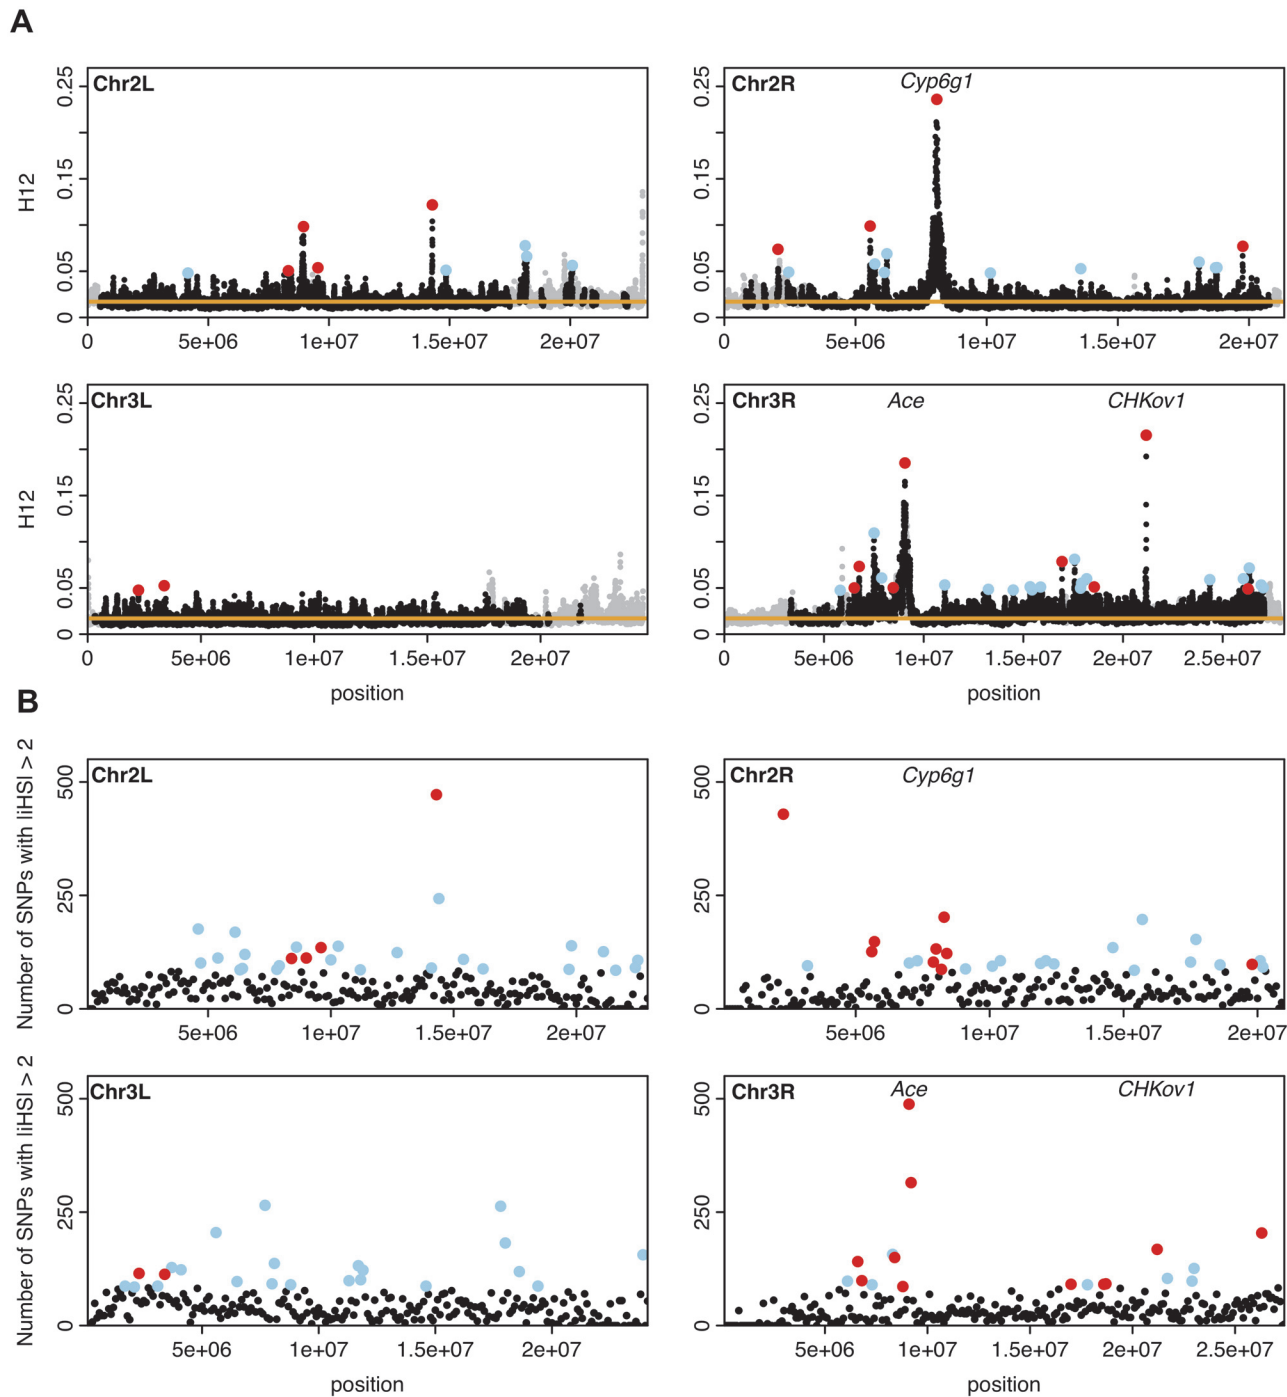 A
Chr2L
H12
0.25
0.15
0.05
0
0 5e+06 1e+07 1.5e+07 2e+07
Chr2R
Cyp6g1
0.25
0.15
0.05
0
0 5e+06 1e+07 1.5e+07 2e+07
Chr3L
H12
0.25
0.15
0.05
0
0 5e+06 1e+07 1.5e+07 2e+07
position
Chr3R
Ace
CHKov1
0.25
0.15
0.05
0
0 5e+06 1e+07 1.5e+07 2e+07 2.5e+07
position
B
Chr2L
Number of SNPs with liHSI > 2
500
250
0
5e+06 1e+07 1.5e+07 2e+07
Chr2R
Cyp6g1
500
250
0
5e+06 1e+07 1.5e+07 2e+07
Chr3L
Number of SNPs with liHSI > 2
500
250
0
5e+06 1e+07 1.5e+07 2e+07
position
Chr3R
Ace
CHKov1
500
250
0
5e+06 1e+07 1.5e+07 2e+07 2.5e+07
position